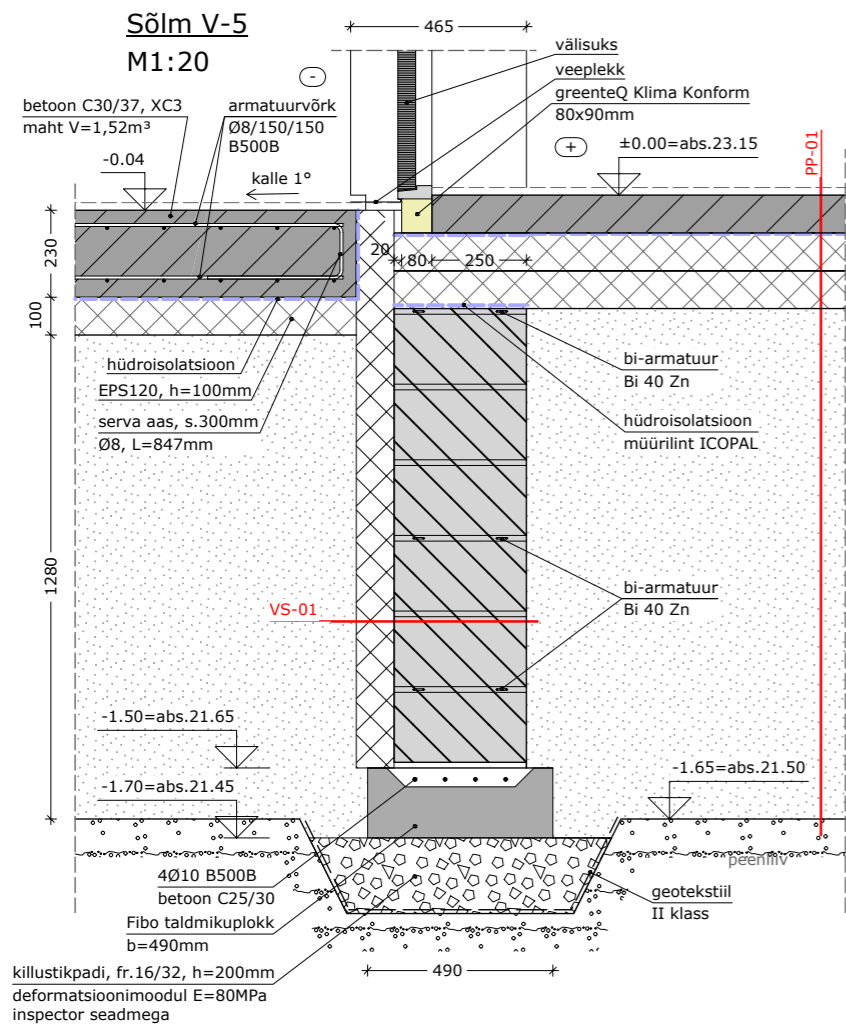 Sõlm V-5
M1:20
465
-
välisuks
veeplekk
greenteQ Klima Konform
80x90mm
betoon C30/37, XC3
maht V=1,52m³
armatuurvõrk
Ø8/150/150
B500B
+
±0.00=abs.23.15
PP-01
-0.04
kalle 1°
230
20
80
250
100
hüdroisolatsioon
EPS120, h=100mm
serva aas, s.300mm
Ø8, L=847mm
bi-armatuur
Bi 40 Zn
hüdroisolatsioon
müürilint ICOPAL
1280
bi-armatuur
Bi 40 Zn
VS-01
-1.50=abs.21.65
-1.70=abs.21.45
-1.65=abs.21.50
peenliiv
4Ø10 B500B
betoon C25/30
Fibo taldmikuplokk
b=490mm
geotekstiil
II klass
490
killustikpadi, fr.16/32, h=200mm
deformatsioonimoodul E=80MPa
inspector seadmega